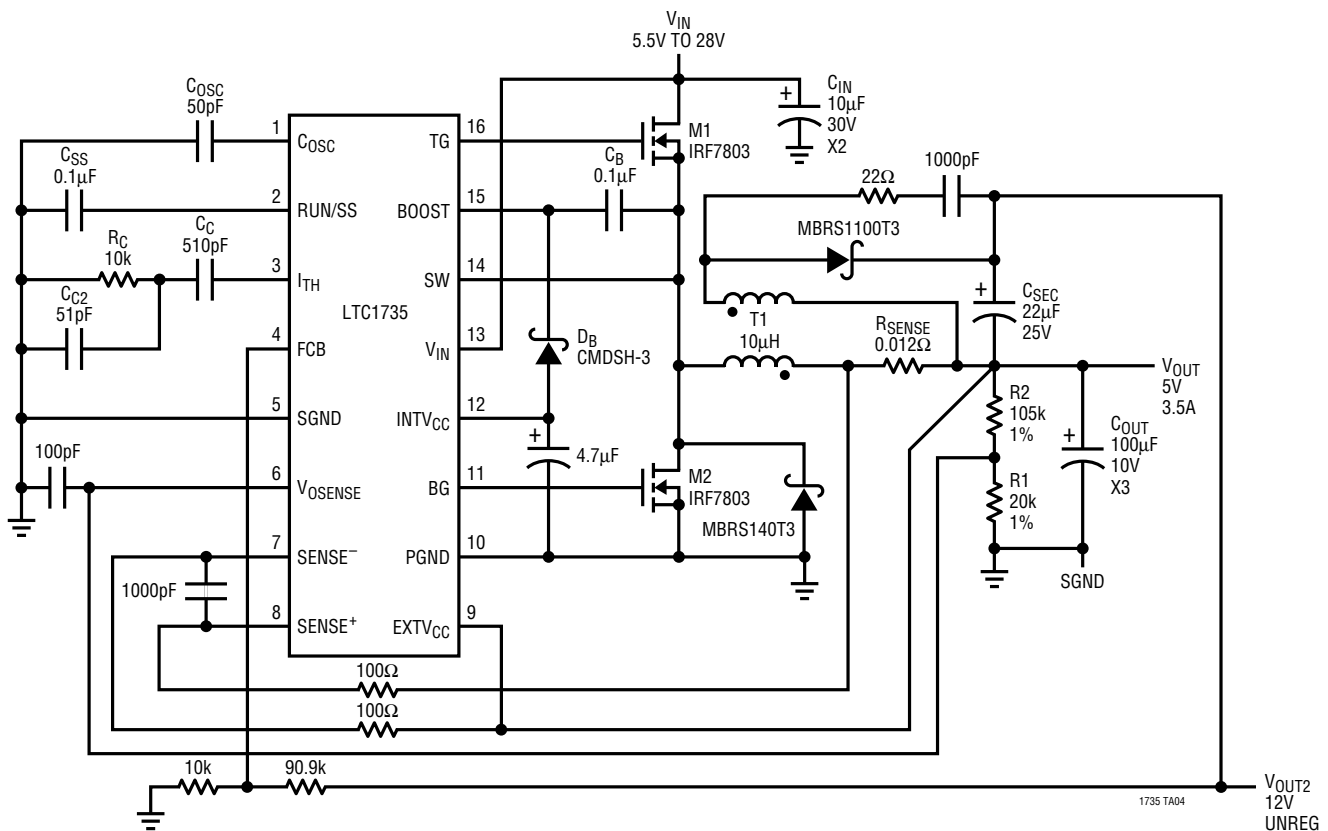 VIN
5.5V TO 28V
COSC
50pF
CIN
10µF
30V
X2
+
1
COSC
TG
16
M1
IRF7803
CSS
0.1µF
CB
0.1µF
22Ω
1000pF
2
RUN/SS
BOOST
15
MBRS1100T3
RC
10k
CC
510pF
3
ITH
SW
14
+
CSEC
22µF
25V
CC2
51pF
LTC1735
T1
10µH
RSENSE
0.012Ω
4
FCB
VIN
13
DB
CMDSH-3
VOUT
5V
3.5A
5
SGND
INTVCC
12
R2
105k
1%
+
COUT
100µF
10V
X3
100pF
+
4.7µF
6
VOSENSE
BG
11
M2
IRF7803
R1
20k
1%
MBRS140T3
7
SENSE–
PGND
10
SGND
1000pF
8
SENSE+
EXTVCC
9
100Ω
100Ω
10k
90.9k
1735 TA04
VOUT2
12V
UNREG